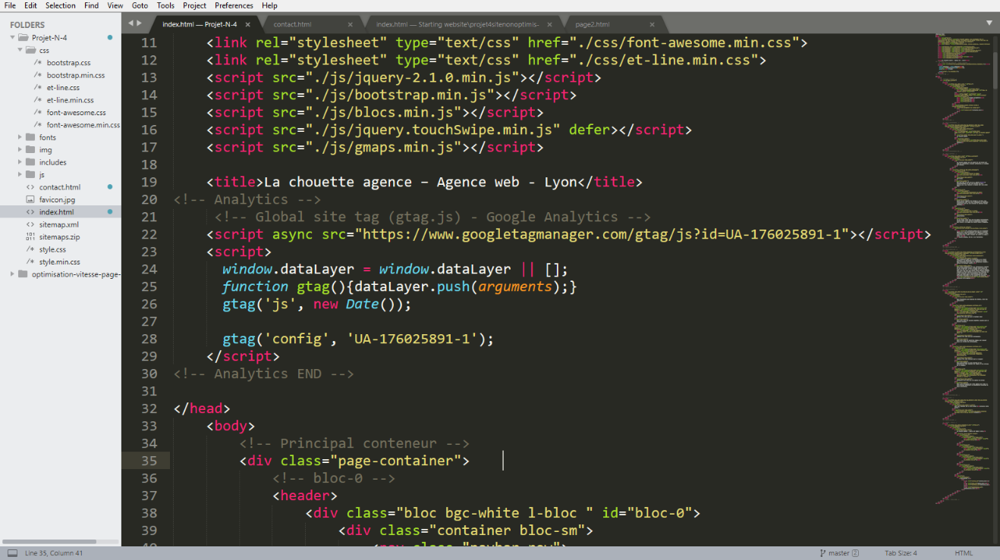 File Edit Selection Find View Goto Tools Project Preferences Help
FOLDERS
Projet-N-4
css
/* bootstrap.css
/* bootstrap.min.css
/* et-line.css
/* et-line.min.css
/* font-awesome.css
/* font-awesome.min.css
fonts
img
includes
js
<> contact.html
favicon.jpg
<> index.html
<> sitemap.xml
sitemaps.zip
/* style.css
/* style.min.css
optimisation-vitesse-page-
index.html — Projet-N-4 × contact.html × index.html — Starting website\projet4sitenonoptimis- × page2.html ×
11 <link rel="stylesheet" type="text/css" href="./css/font-awesome.min.css">
12 <link rel="stylesheet" type="text/css" href="./css/et-line.min.css">
13 <script src="./js/jquery-2.1.0.min.js"></script>
14 <script src="./js/bootstrap.min.js"></script>
15 <script src="./js/blocs.min.js"></script>
16 <script src="./js/jquery.touchSwipe.min.js" defer></script>
17 <script src="./js/gmaps.min.js"></script>
18
19 <title>La chouette agence – Agence web - Lyon</title>
20 <!-- Analytics -->
21 <!-- Global site tag (gtag.js) - Google Analytics -->
22 <script async src="https://www.googletagmanager.com/gtag/js?id=UA-176025891-1"></script>
23 <script>
24 window.dataLayer = window.dataLayer || [];
25 function gtag(){dataLayer.push(arguments);}
26 gtag('js', new Date());
27
28 gtag('config', 'UA-176025891-1');
29 </script>
30 <!-- Analytics END -->
31
32 </head>
33 <body>
34 <!-- Principal conteneur -->
35 <div class="page-container">
36 <!-- bloc-0 -->
37 <header>
38 <div class="bloc bgc-white l-bloc " id="bloc-0">
39 <div class="container bloc-sm">
Line 35, Column 41 master 2 Tab Size: 4 HTML